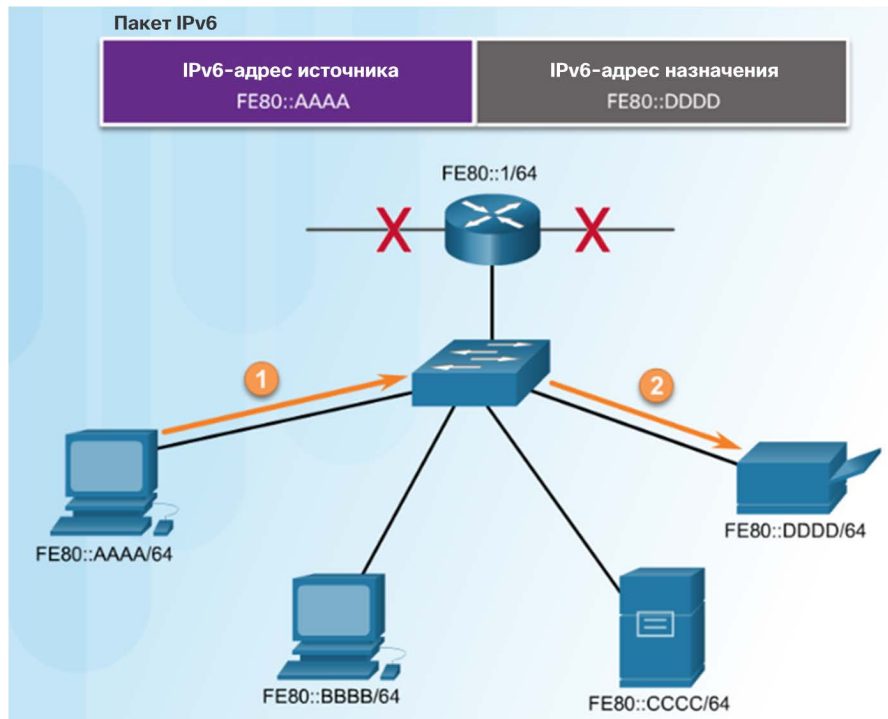 Пакет IPv6
IPv6-адрес источника
FE80::AAAA
IPv6-адрес назначения
FE80::DDDD
FE80::1/64
X
X
1
2
FE80::AAAA/64
FE80::DDDD/64
FE80::BBBB/64
FE80::CCCC/64